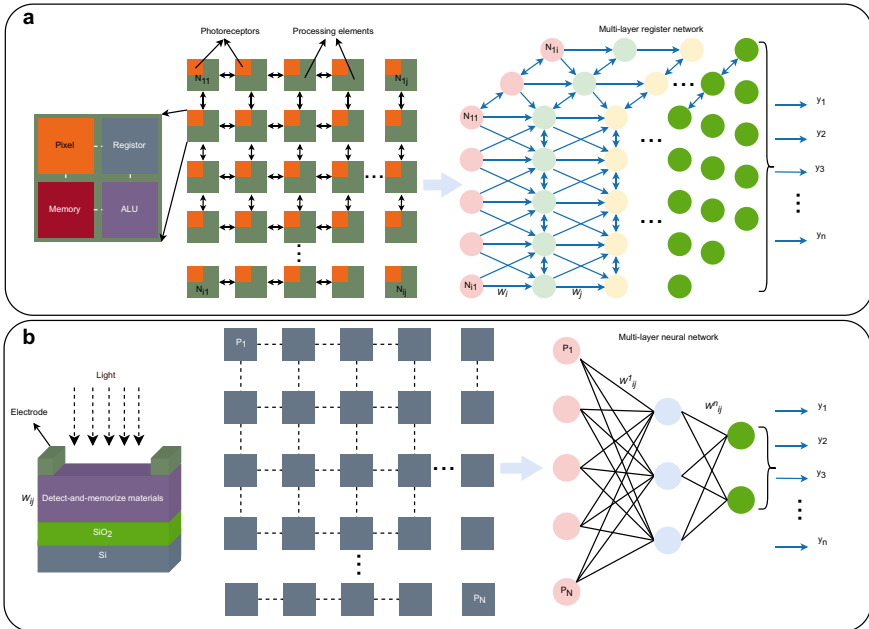 a
Photoreceptors
Processing elements
Multi-layer register network
N11
N1j
Pixel
Registor
Memory
ALU
Ni1
Nij
...
N1i
N11
Ni1
wi
wj
...
y1
y2
y3
yn
b
Light
Electrode
Wij
Detect-and-memorize materials
SiO2
Si
P1
PN
...
Multi-layer neural network
P1
PN
W1ij
Wnij
y1
y2
y3
yn